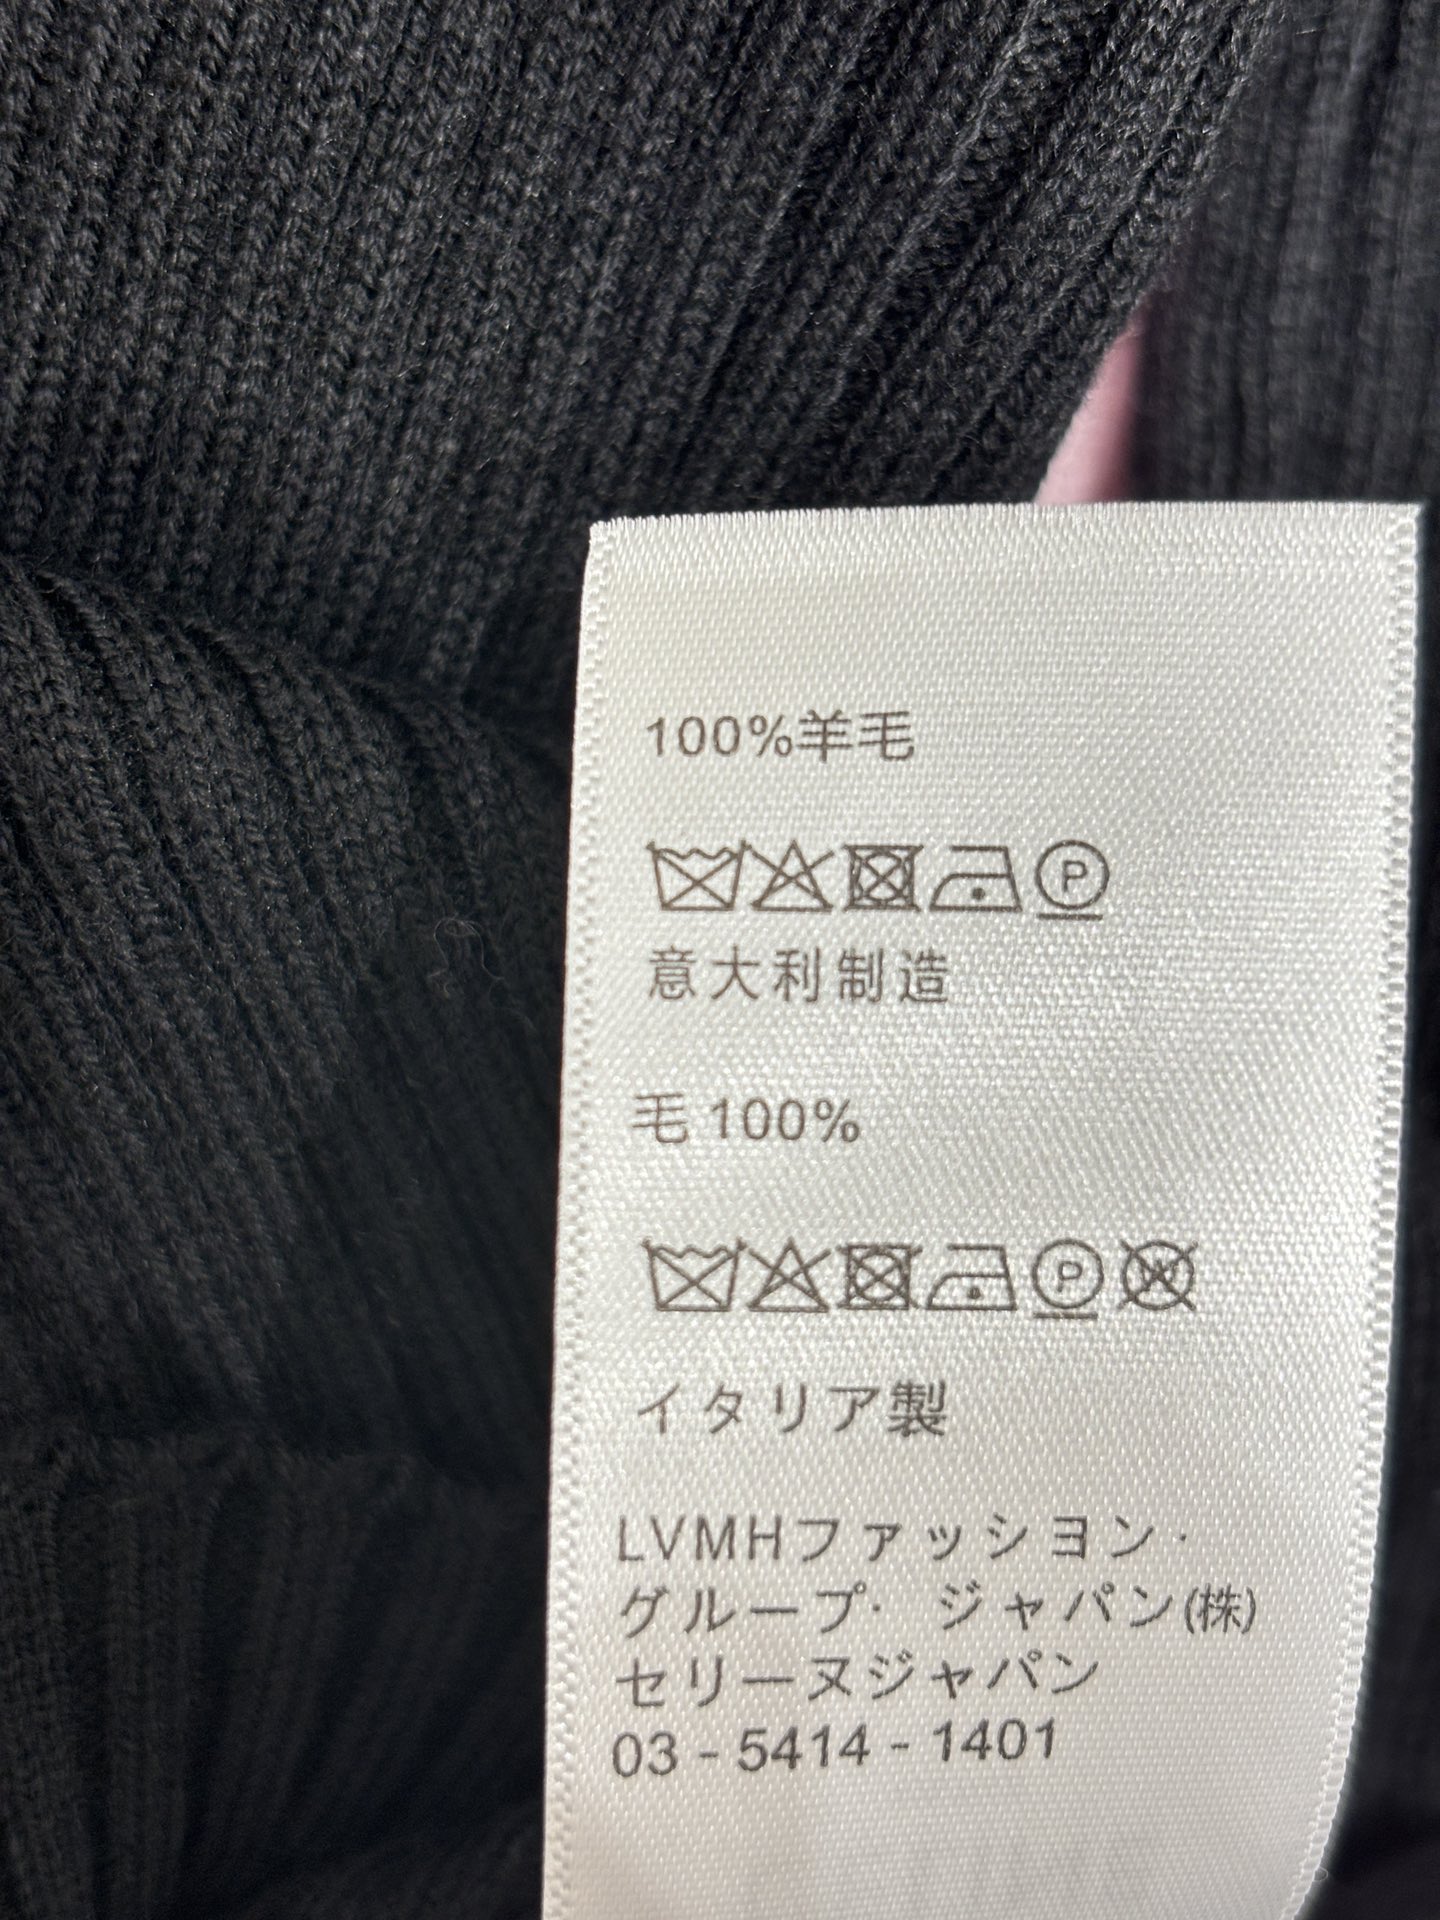 100%羊毛
P
意大利制造
毛 100%
P W
イタリア製
LVMHファッション・
グループ・ ジャパン(株)
セリーヌジャパン
03 - 5414 - 1401